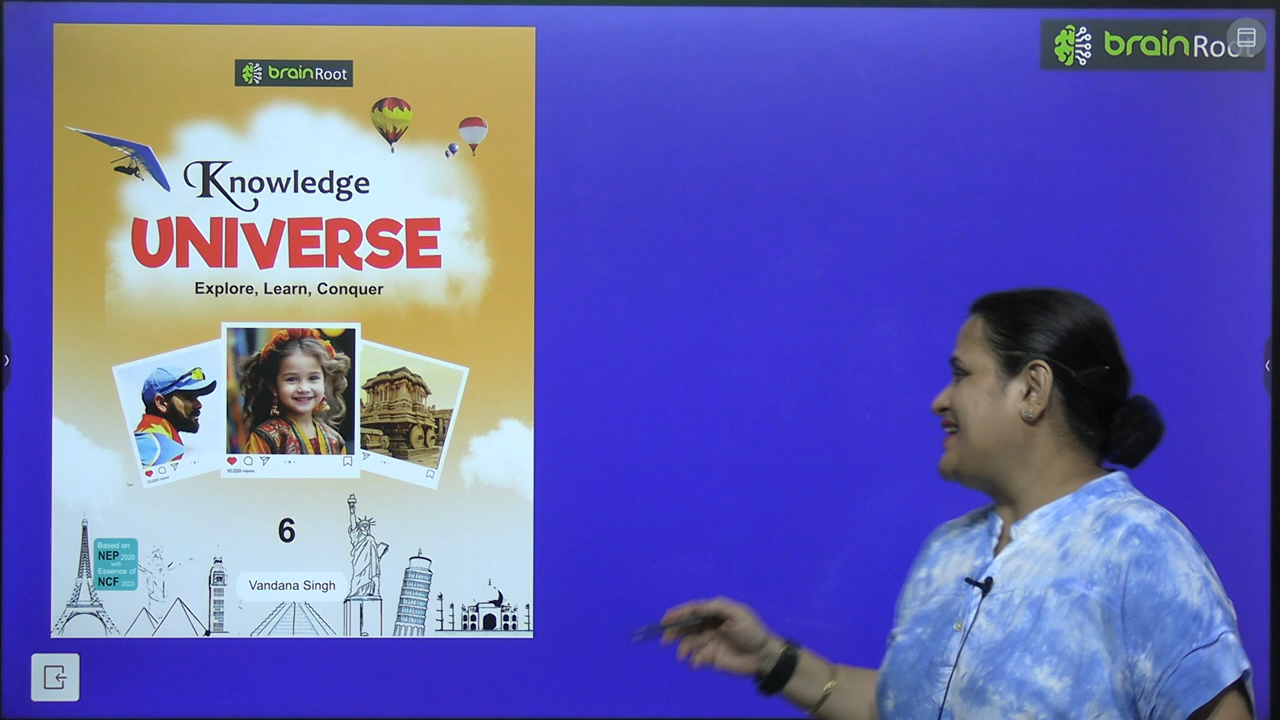 brainRoot
Knowledge
UNIVERSE
Explore, Learn, Conquer
6
Based on
NEP 2020
with
Essence of
NCF 2023
Vandana Singh
brainRoot